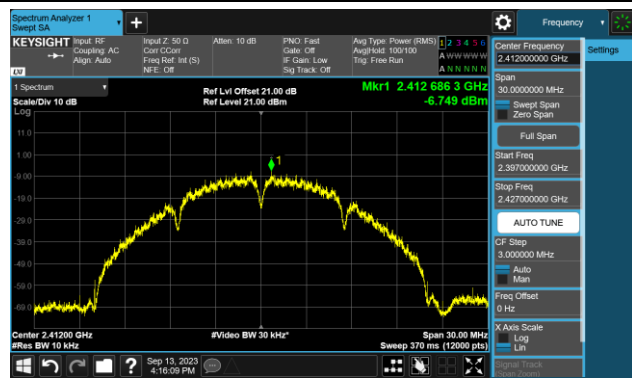 Spectrum Analyzer 1
Swept SA
Frequency
KEYSIGHT
Input: RF
Coupling: AC
Align: Auto
Input Z: 50 Ω
Corr CCorr
Freq Ref: Int (S)
NFE: Off
Atten: 10 dB
PNO: Fast
Gate: Off
IF Gain: Low
Sig Track: Off
Avg Type: Power (RMS)
Avg|Hold: 100/100
Trig: Free Run
1 2 3 4 5 6
A W W W W W
A N N N N N
LXI
1 Spectrum
Scale/Div 10 dB
Log
Ref Lvl Offset 21.00 dB
Ref Level 21.00 dBm
Mkr1 2.412 686 3 GHz
-6.749 dBm
11.0
1.00
-9.00
-19.0
-29.0
-39.0
-49.0
-59.0
-69.0
1
Center 2.41200 GHz
#Res BW 10 kHz
#Video BW 30 kHz*
Span 30.00 MHz
Sweep 370 ms (12000 pts)
Sep 13, 2023
4:16:09 PM
Center Frequency
2.412000000 GHz
Settings
Span
30.0000000 MHz
Swept Span
Zero Span
Full Span
Start Freq
2.397000000 GHz
Stop Freq
2.427000000 GHz
AUTO TUNE
CF Step
3.000000 MHz
Auto
Man
Freq Offset
0 Hz
X Axis Scale
Log
Lin
Signal Track
(Span Zoom)